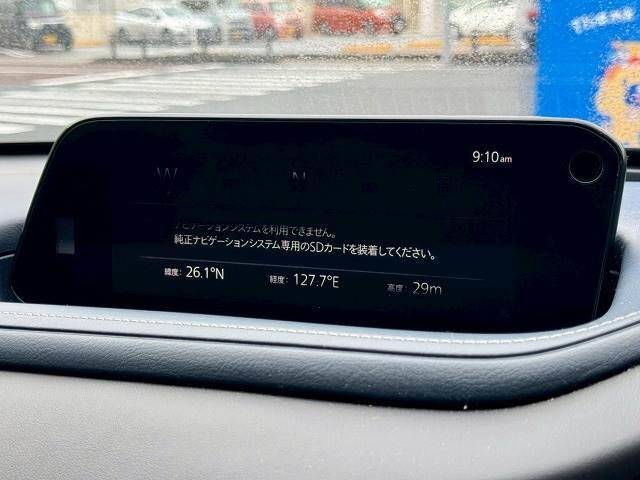 9:10am
W N
ナビゲーションシステムを利用できません。
純正ナビゲーションシステム専用のSDカードを装着してください。
緯度: 26.1°N 経度: 127.7°E 高度: 29m